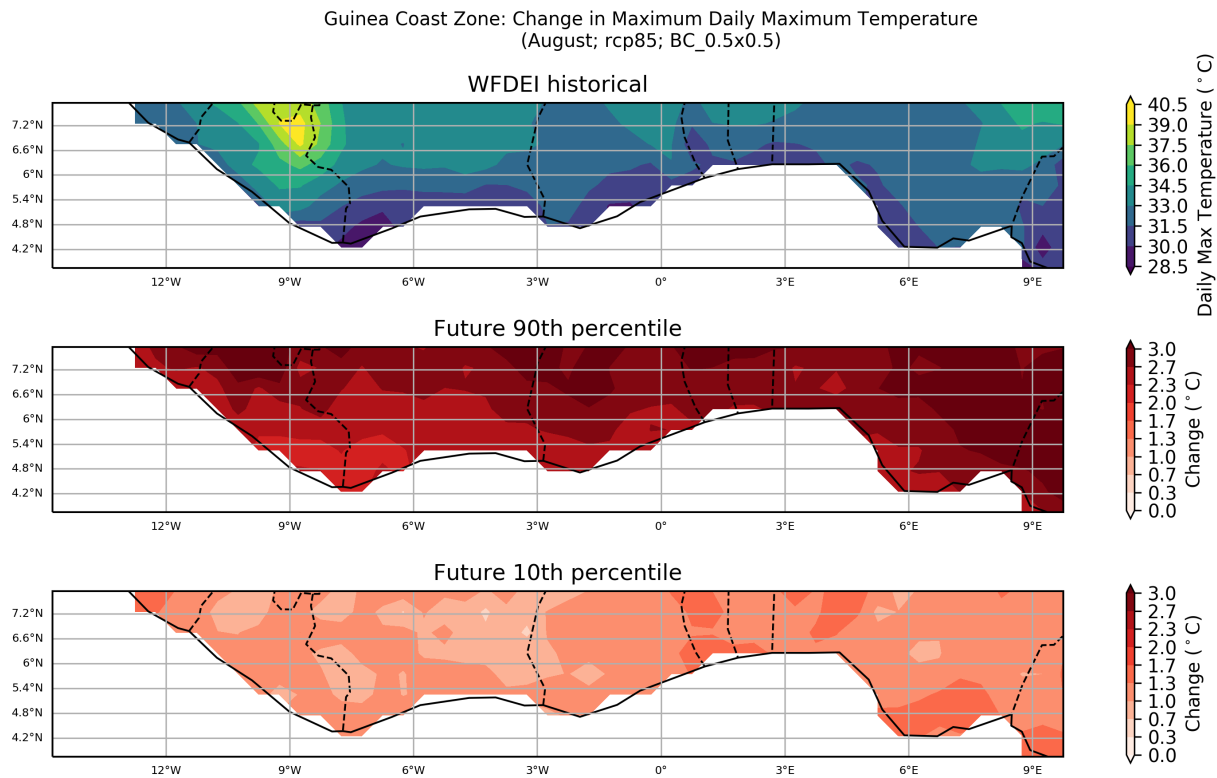 Guinea Coast Zone: Change in Maximum Daily Maximum Temperature
(August; rcp85; BC_0.5x0.5)
WFDEI historical
7.2°N
6.6°N
6°N
5.4°N
4.8°N
4.2°N
12°W 9°W 6°W 3°W 0° 3°E 6°E 9°E
40.5
39.0
37.5
36.0
34.5
33.0
31.5
30.0
28.5
Daily Max Temperature (°C)
Future 90th percentile
7.2°N
6.6°N
6°N
5.4°N
4.8°N
4.2°N
12°W 9°W 6°W 3°W 0° 3°E 6°E 9°E
3.0
2.7
2.3
2.0
1.7
1.3
1.0
0.7
0.3
0.0
Change (°C)
Future 10th percentile
7.2°N
6.6°N
6°N
5.4°N
4.8°N
4.2°N
12°W 9°W 6°W 3°W 0° 3°E 6°E 9°E
3.0
2.7
2.3
2.0
1.7
1.3
1.0
0.7
0.3
0.0
Change (°C)